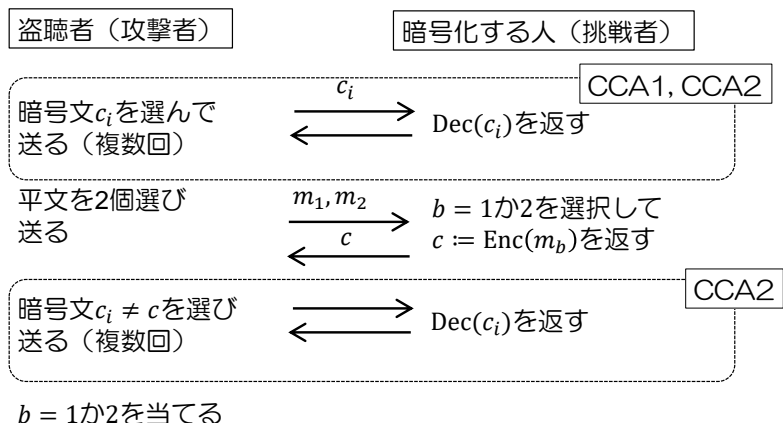 盗聴者（攻撃者）
暗号化する人（挑戦者）
CCA1, CCA2
暗号文c_iを選んで
送る（複数回）
c_i
Dec(c_i)を返す
平文を2個選び
送る
m_1, m_2
c
b = 1か2を選択して
c ≔ Enc(m_b)を返す
CCA2
暗号文c_i ≠ cを選び
送る（複数回）
Dec(c_i)を返す
b = 1か2を当てる